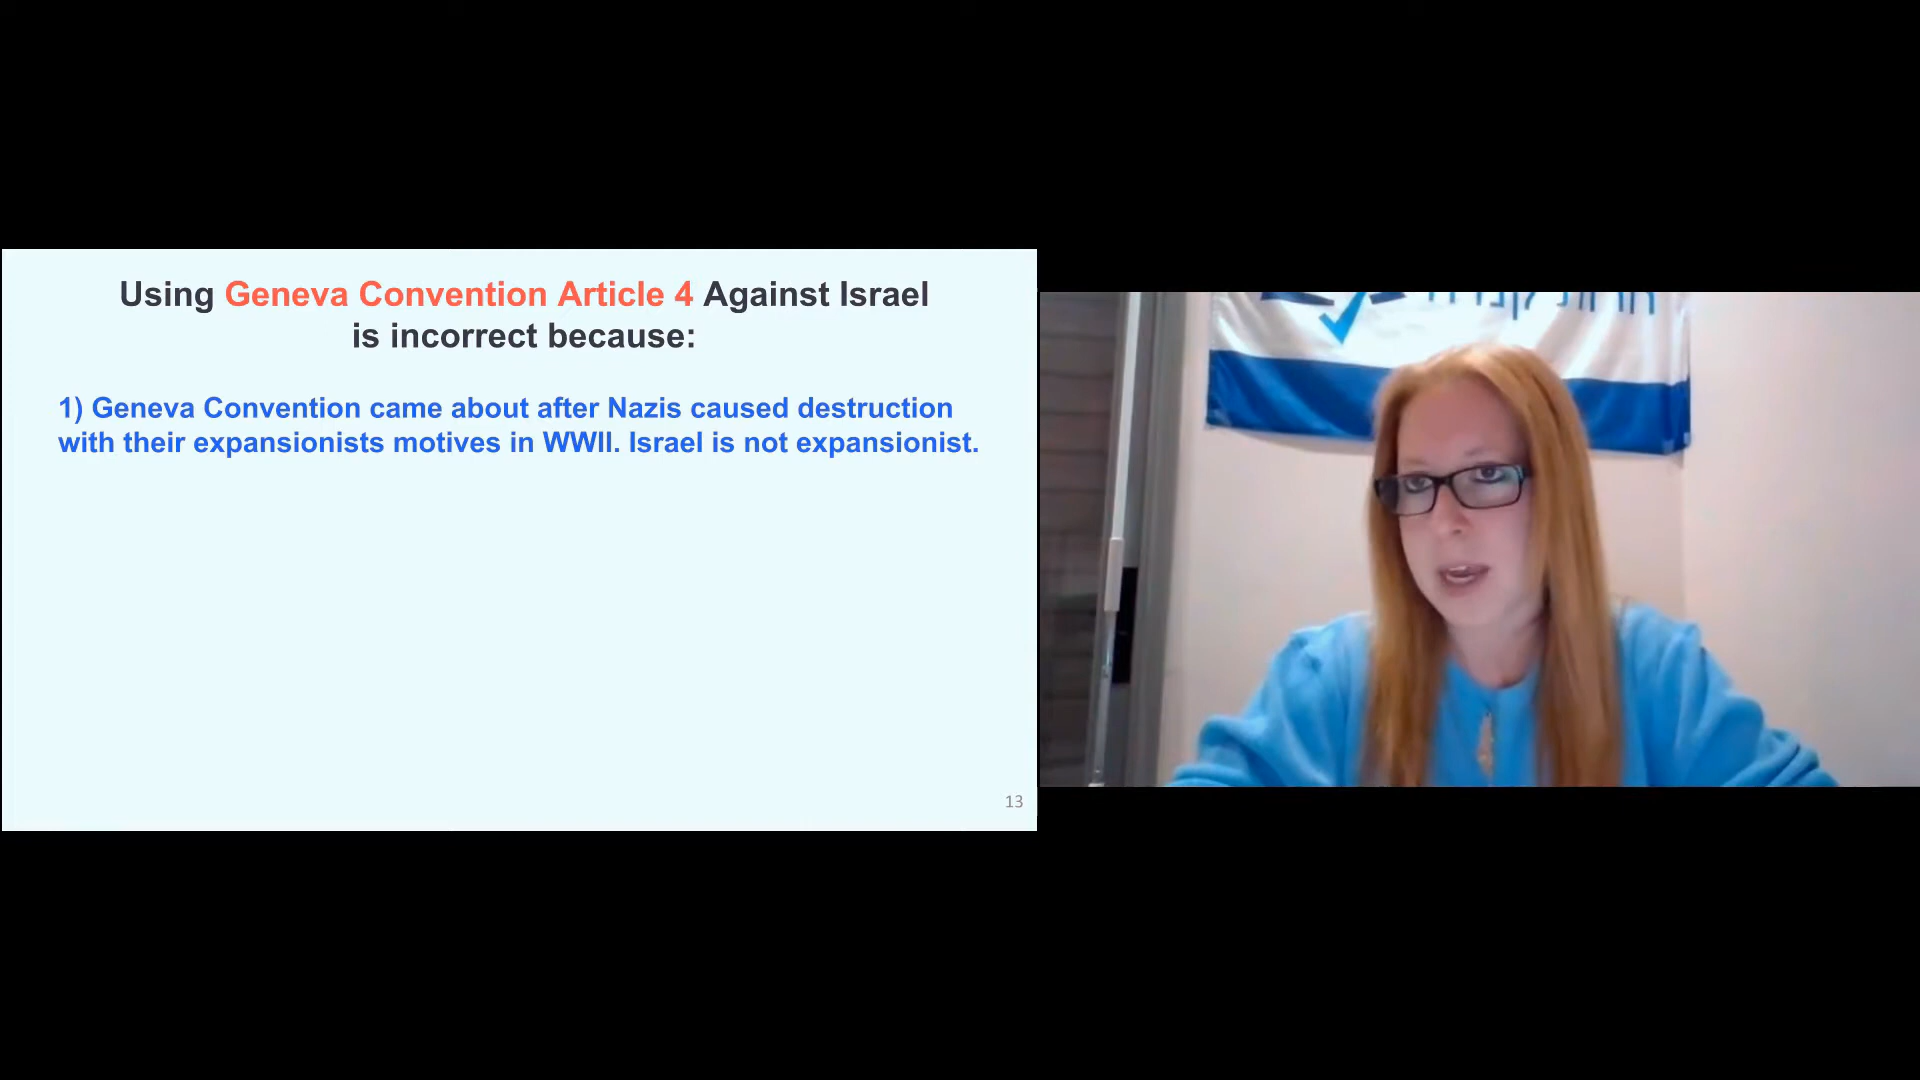 Using Geneva Convention Article 4 Against Israel
is incorrect because:
1) Geneva Convention came about after Nazis caused destruction
with their expansionists motives in WWII. Israel is not expansionist.
13